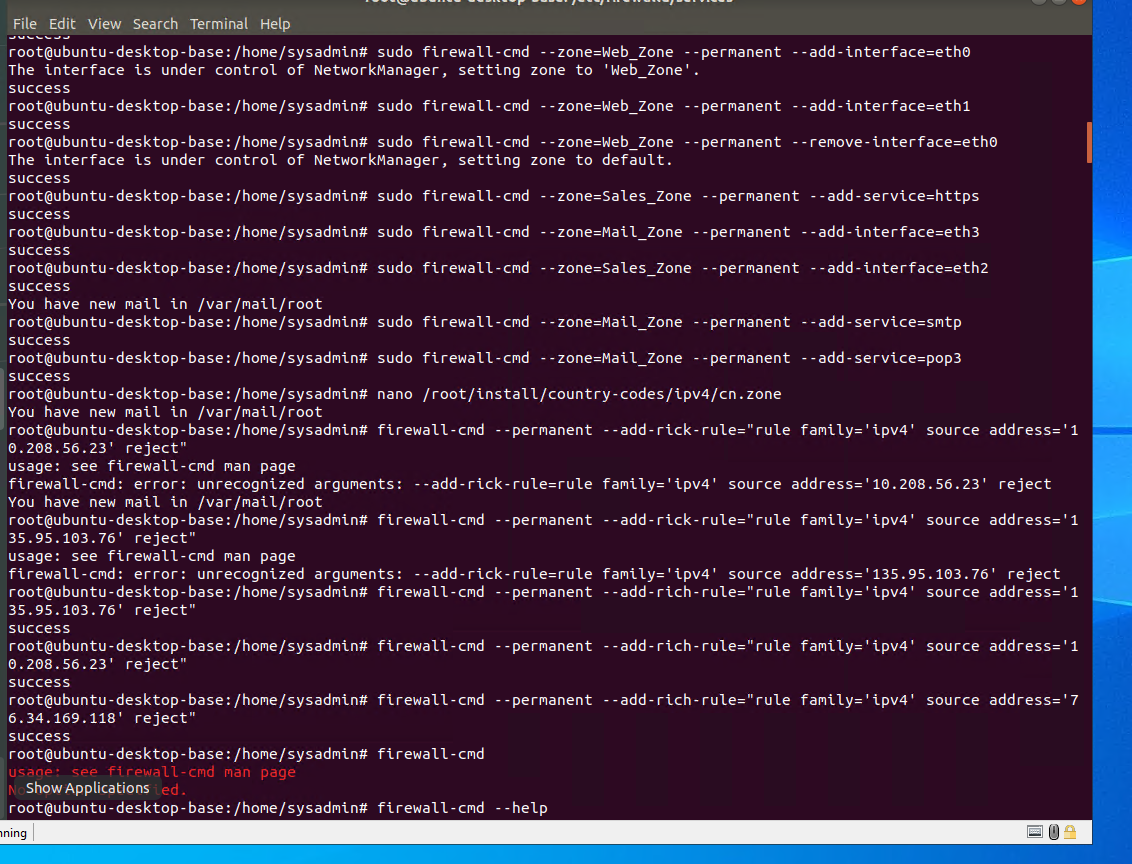 File Edit View Search Terminal Help
success
root@ubuntu-desktop-base:/home/sysadmin# sudo firewall-cmd --zone=Web_Zone --permanent --add-interface=eth0
The interface is under control of NetworkManager, setting zone to 'Web_Zone'.
success
root@ubuntu-desktop-base:/home/sysadmin# sudo firewall-cmd --zone=Web_Zone --permanent --add-interface=eth1
success
root@ubuntu-desktop-base:/home/sysadmin# sudo firewall-cmd --zone=Web_Zone --permanent --remove-interface=eth0
The interface is under control of NetworkManager, setting zone to default.
success
root@ubuntu-desktop-base:/home/sysadmin# sudo firewall-cmd --zone=Sales_Zone --permanent --add-service=https
success
root@ubuntu-desktop-base:/home/sysadmin# sudo firewall-cmd --zone=Mail_Zone --permanent --add-interface=eth3
success
root@ubuntu-desktop-base:/home/sysadmin# sudo firewall-cmd --zone=Sales_Zone --permanent --add-interface=eth2
success
You have new mail in /var/mail/root
root@ubuntu-desktop-base:/home/sysadmin# sudo firewall-cmd --zone=Mail_Zone --permanent --add-service=smtp
success
root@ubuntu-desktop-base:/home/sysadmin# sudo firewall-cmd --zone=Mail_Zone --permanent --add-service=pop3
success
root@ubuntu-desktop-base:/home/sysadmin# nano /root/install/country-codes/ipv4/cn.zone
You have new mail in /var/mail/root
root@ubuntu-desktop-base:/home/sysadmin# firewall-cmd --permanent --add-rick-rule="rule family='ipv4' source address='1
0.208.56.23' reject"
usage: see firewall-cmd man page
firewall-cmd: error: unrecognized arguments: --add-rick-rule=rule family='ipv4' source address='10.208.56.23' reject
You have new mail in /var/mail/root
root@ubuntu-desktop-base:/home/sysadmin# firewall-cmd --permanent --add-rick-rule="rule family='ipv4' source address='1
35.95.103.76' reject"
usage: see firewall-cmd man page
firewall-cmd: error: unrecognized arguments: --add-rick-rule=rule family='ipv4' source address='135.95.103.76' reject
root@ubuntu-desktop-base:/home/sysadmin# firewall-cmd --permanent --add-rich-rule="rule family='ipv4' source address='1
35.95.103.76' reject"
success
root@ubuntu-desktop-base:/home/sysadmin# firewall-cmd --permanent --add-rich-rule="rule family='ipv4' source address='1
0.208.56.23' reject"
success
root@ubuntu-desktop-base:/home/sysadmin# firewall-cmd --permanent --add-rich-rule="rule family='ipv4' source address='7
6.34.169.118' reject"
success
root@ubuntu-desktop-base:/home/sysadmin# firewall-cmd
usage: see firewall-cmd man page
Show Applications
root@ubuntu-desktop-base:/home/sysadmin# firewall-cmd --help
nning